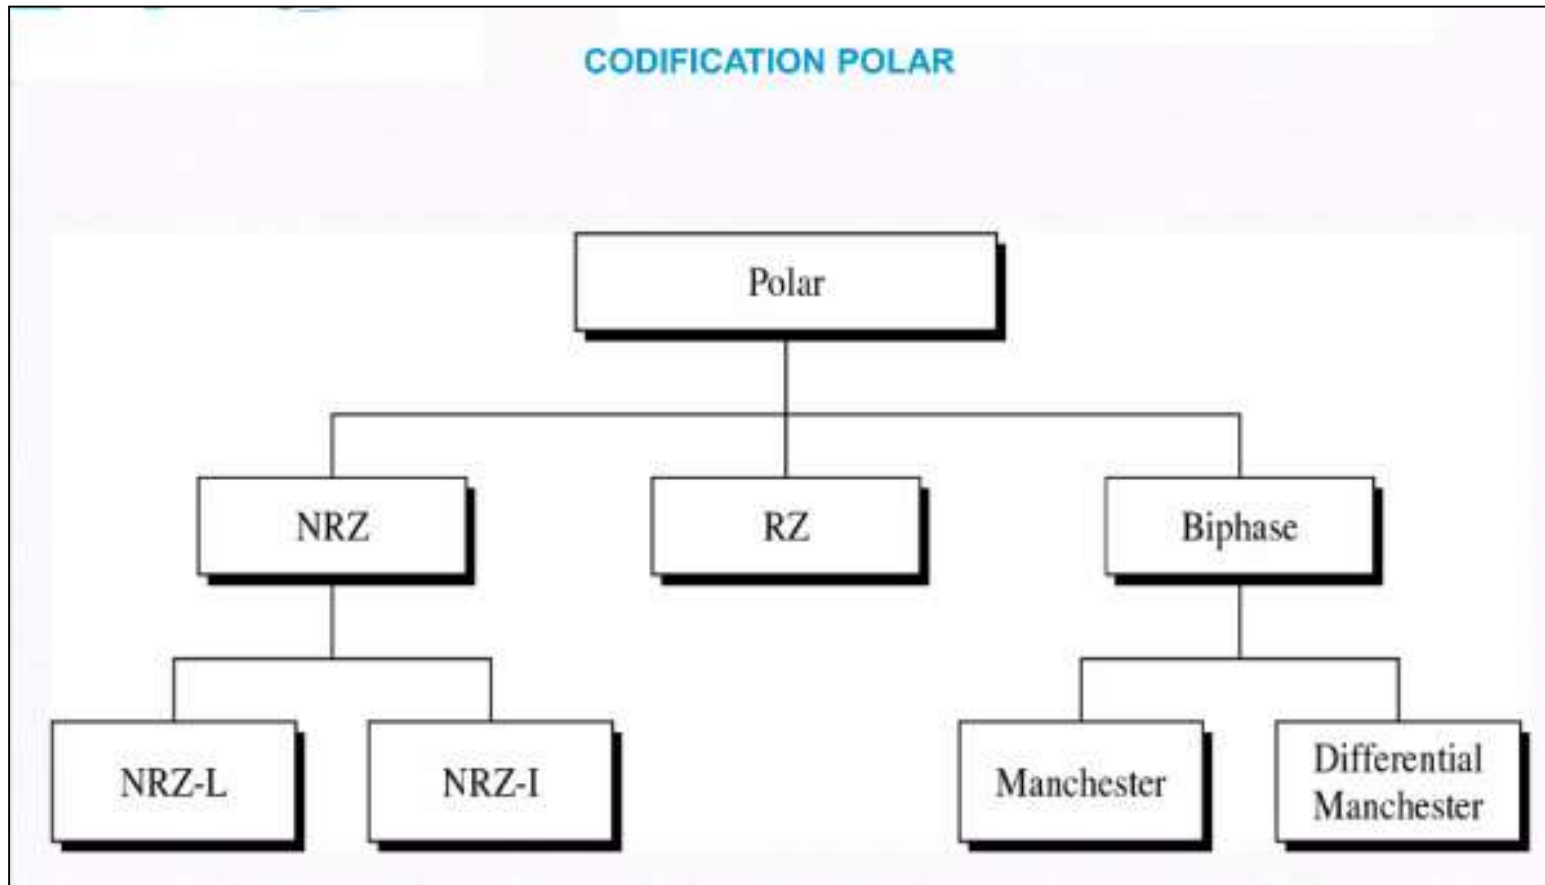 CODIFICATION POLAR
Polar
NRZ
RZ
Biphase
NRZ-L
NRZ-I
Manchester
Differential
Manchester